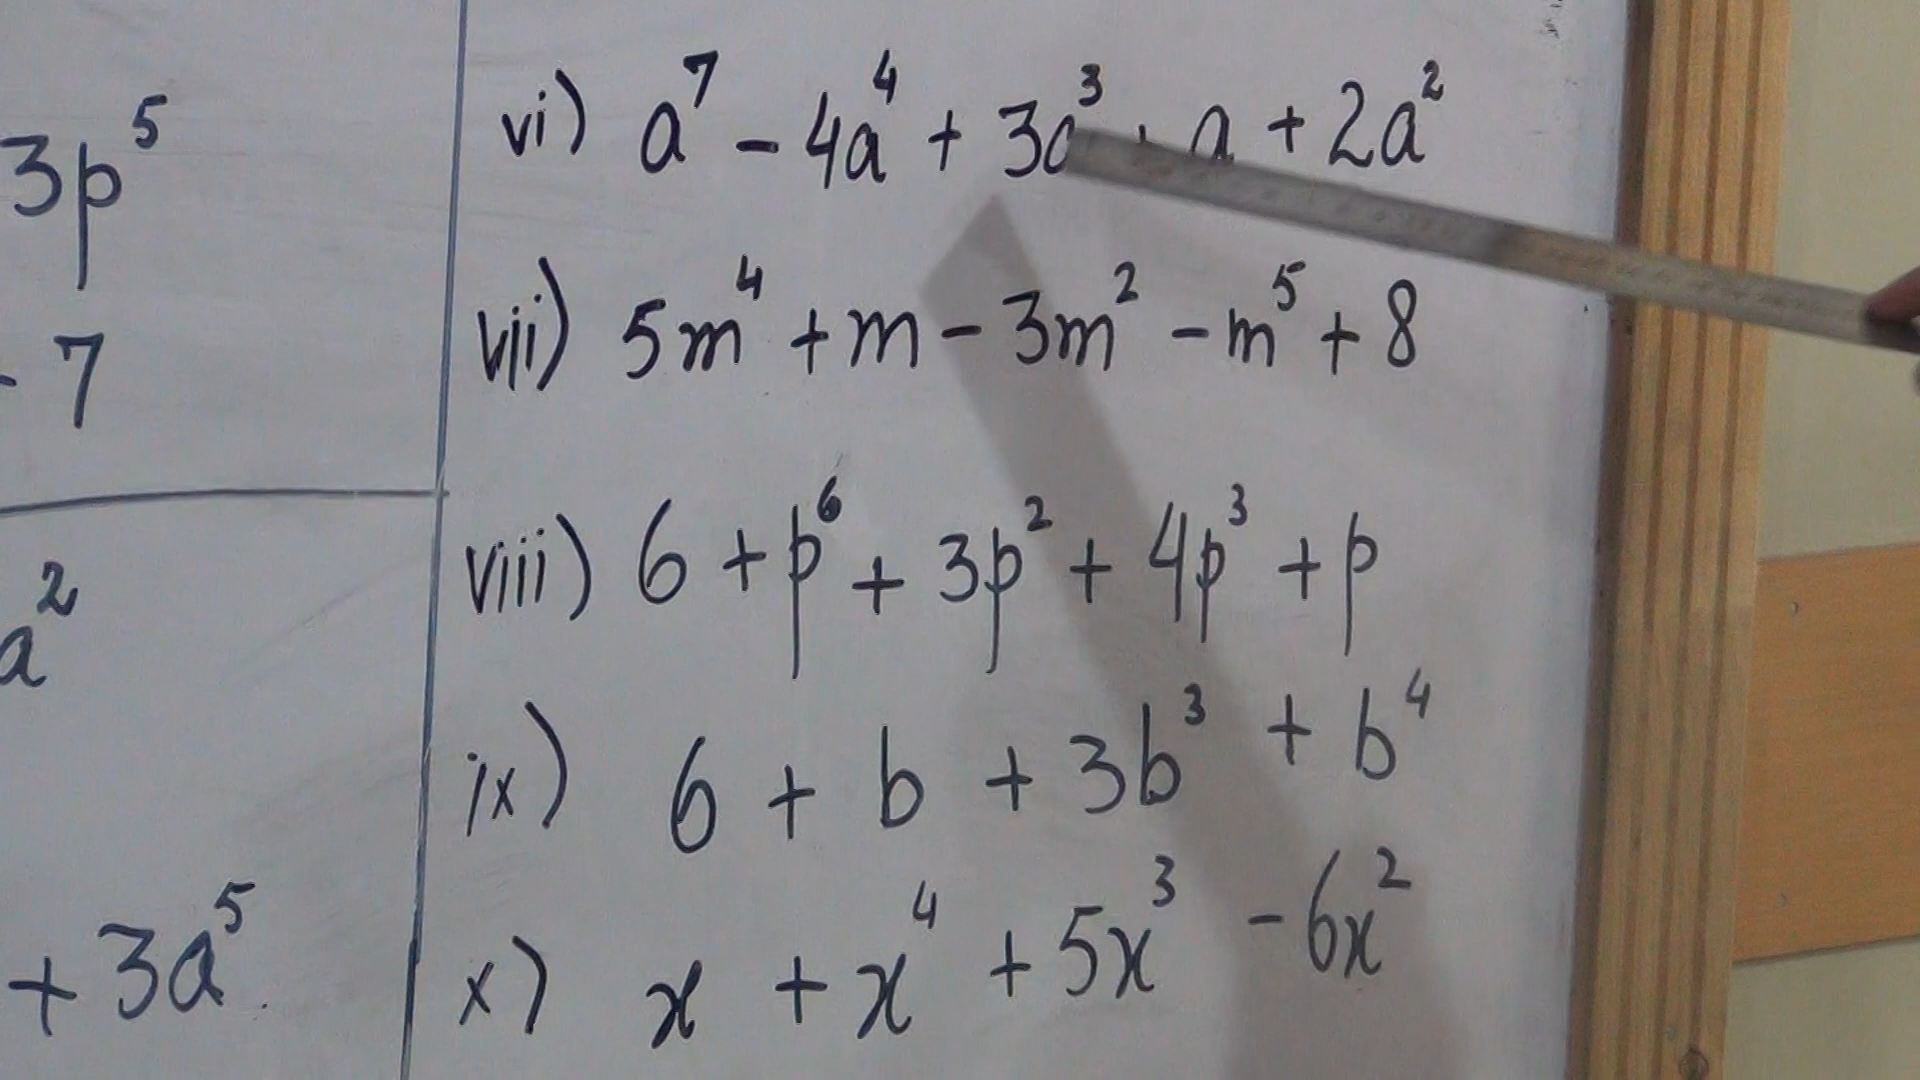 3p⁵
- 7
a²
+ 3a⁵
vi) a⁷ - 4a⁴ + 3a³ + a + 2a²
vii) 5m⁴ + m - 3m² - m⁵ + 8
viii) 6 + p⁶ + 3p² + 4p³ + p
ix) 6 + b + 3b³ + b⁴
x) x + x⁴ + 5x³ - 6x²